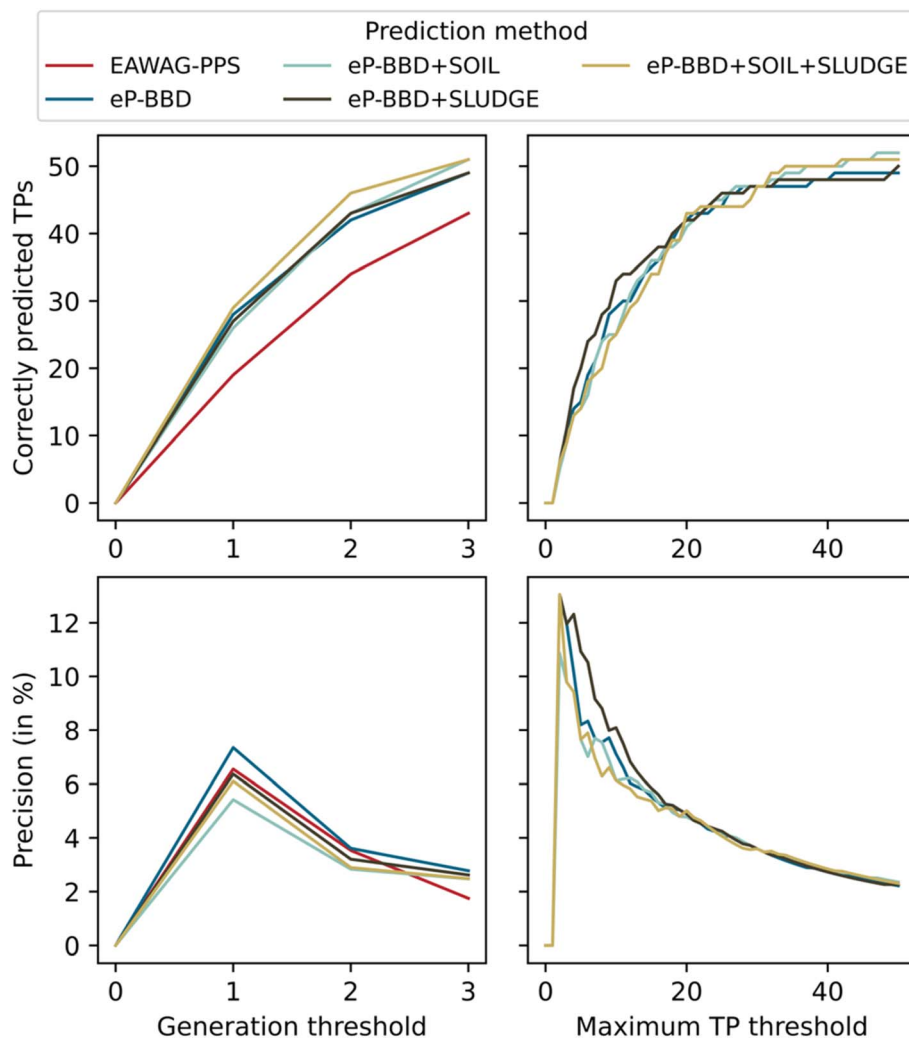 Prediction method
EAWAG-PPS eP-BBD+SOIL eP-BBD+SOIL+SLUDGE
eP-BBD eP-BBD+SLUDGE
Correctly predicted TPs
50
40
30
20
10
0
0 1 2 3
0 20 40
Precision (in %)
12
10
8
6
4
2
0
0 1 2 3
0 20 40
Generation threshold
Maximum TP threshold